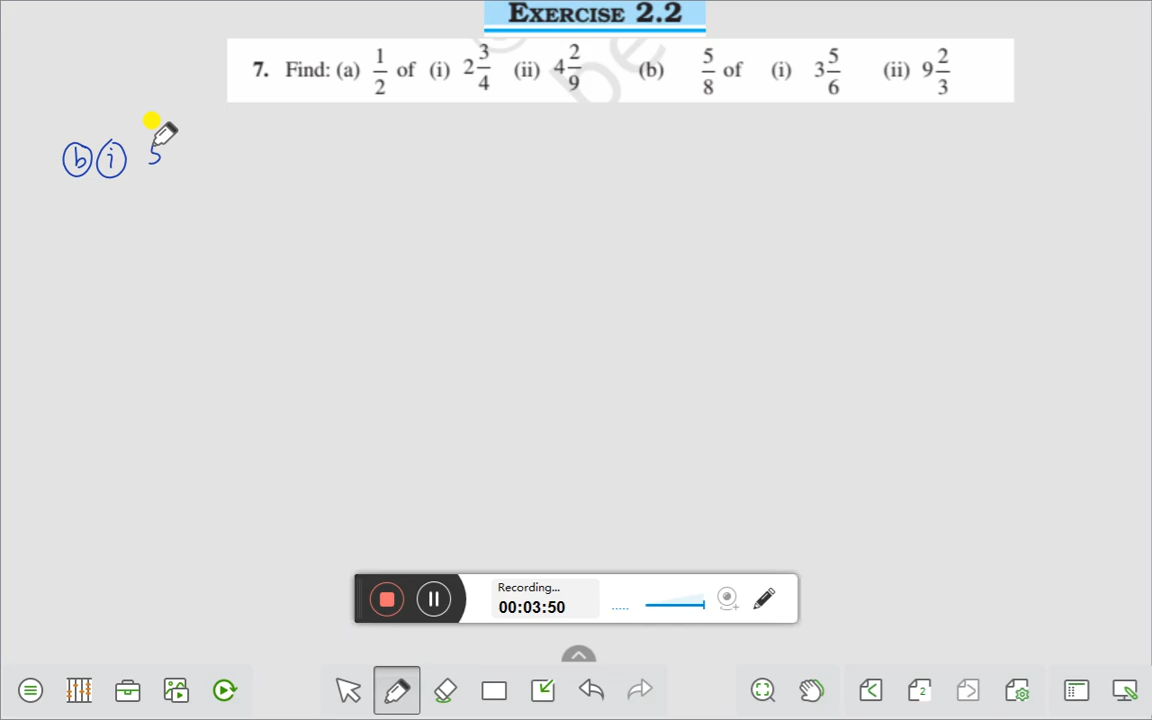 EXERCISE 2.2
7. Find: (a) 1/2 of (i) 2 3/4 (ii) 4 2/9 (b) 5/8 of (i) 3 5/6 (ii) 9 2/3
b i 5
Recording...
00:03:50
2